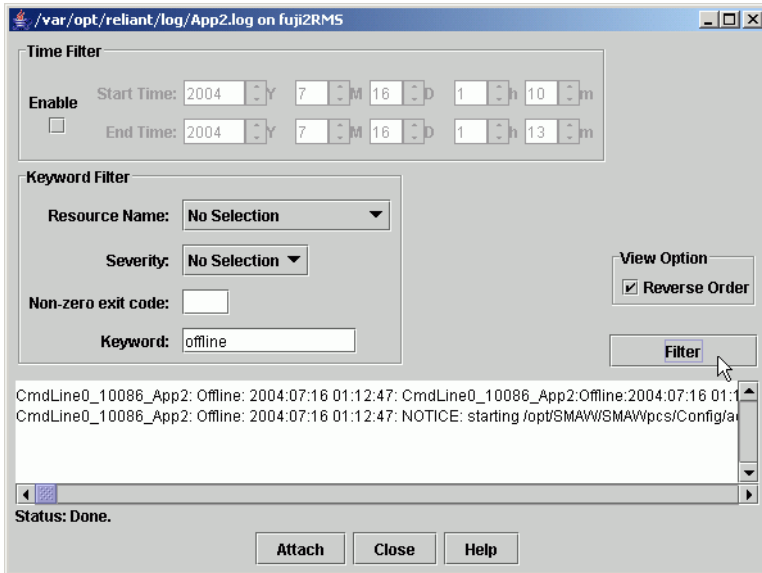 /var/opt/reliant/log/App2.log on fuji2RMS
Time Filter
Enable
Start Time: 2004 Y 7 M 16 D 1 h 10 m
End Time: 2004 Y 7 M 16 D 1 h 13 m
Keyword Filter
Resource Name: No Selection
Severity: No Selection
Non-zero exit code:
Keyword: offline
View Option
Reverse Order
Filter
CmdLine0_10086_App2: Offline: 2004:07:16 01:12:47: CmdLine0_10086_App2:Offline:2004:07:16 01:1
CmdLine0_10086_App2: Offline: 2004:07:16 01:12:47: NOTICE: starting /opt/SMAW/SMAWpcs/Config/
Status: Done.
Attach Close Help